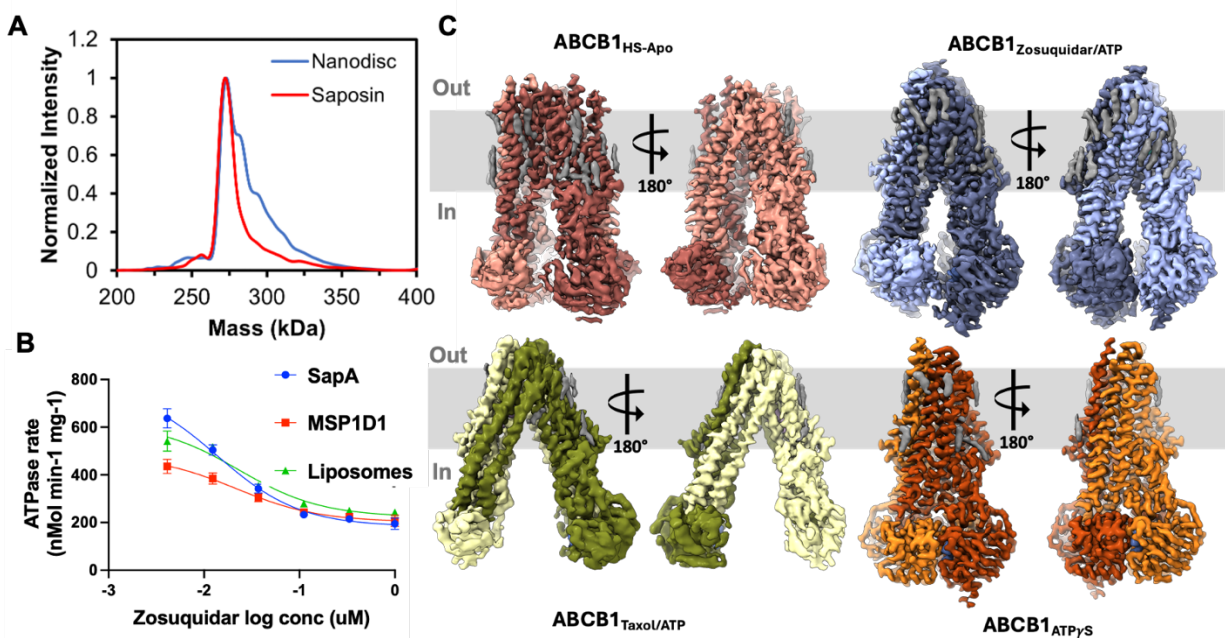 A
Normalized Intensity
1.2
1
0.8
0.6
0.4
0.2
0
Nanodisc
Saposin
200 250 300 350 400
Mass (kDa)
B
ATPase rate
(nMol min-1 mg-1)
800
600
400
200
0
SapA
MSP1D1
Liposomes
-3 -2 -1 0
Zosuquidar log conc (uM)
C
ABCB1HS-Apo
ABCB1Zosuquidar/ATP
Out
180°
180°
In
Out
180°
180°
In
ABCB1Taxol/ATP
ABCB1ATPγS